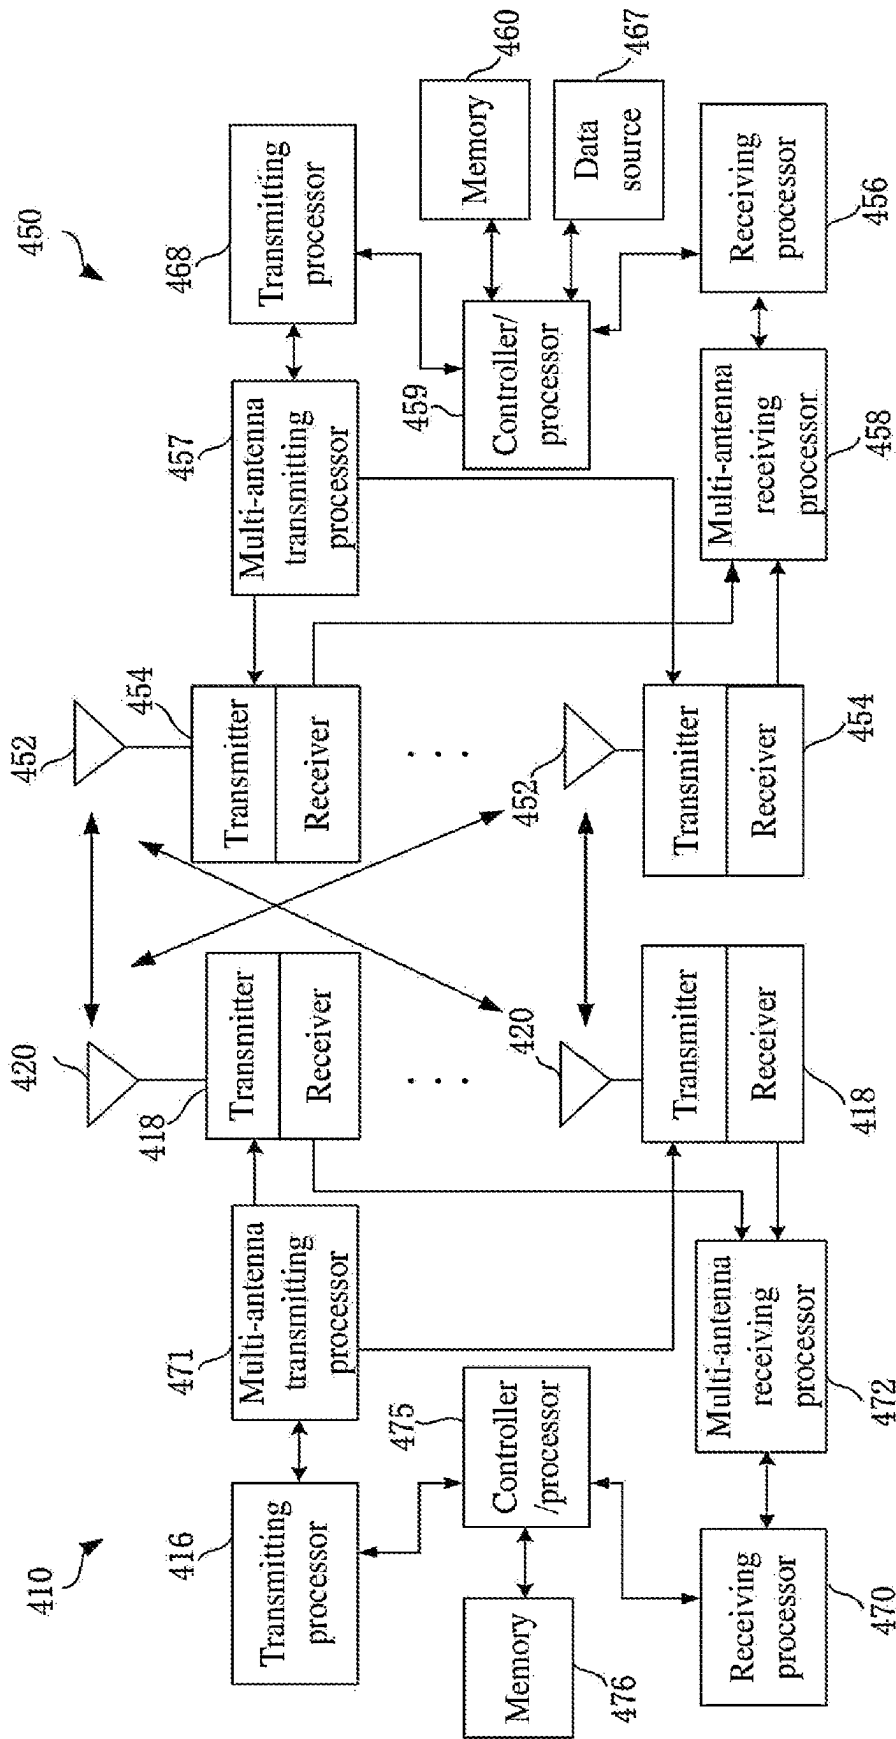 410
416
Transmitting
processor
471
Multi-antenna
transmitting
processor
475
Controller
/processor
Memory
476
Receiving
processor
470
Multi-antenna
receiving
processor
472
420
418
Transmitter
Receiver
. . .
420
Transmitter
Receiver
418
450
452
454
Transmitter
Receiver
. . .
452
Transmitter
Receiver
454
457
Multi-antenna
transmitting
processor
468
Transmitting
processor
459
Controller/
processor
Memory
460
Data
source
467
Multi-antenna
receiving
processor
458
Receiving
processor
456